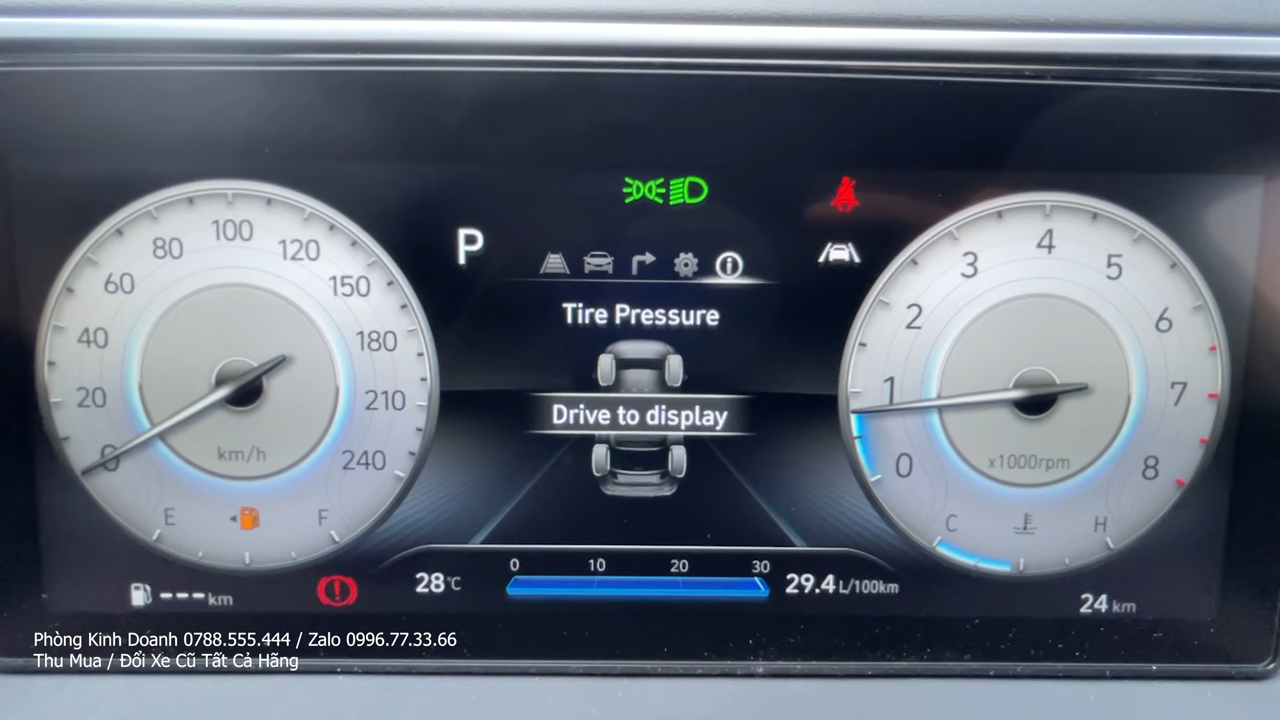 100
80
120
60
150
40
180
20
210
0
240
km/h
E
F
--- km
P
Tire Pressure
Drive to display
28°C
0 10 20 30
29.4 L/100km
4
3
5
2
6
1
7
0
8
x1000rpm
C
H
24 km
Phòng Kinh Doanh 0788.555.444 / Zalo 0996.77.33.66
Thu Mua / Đổi Xe Cũ Tất Cả Hãng